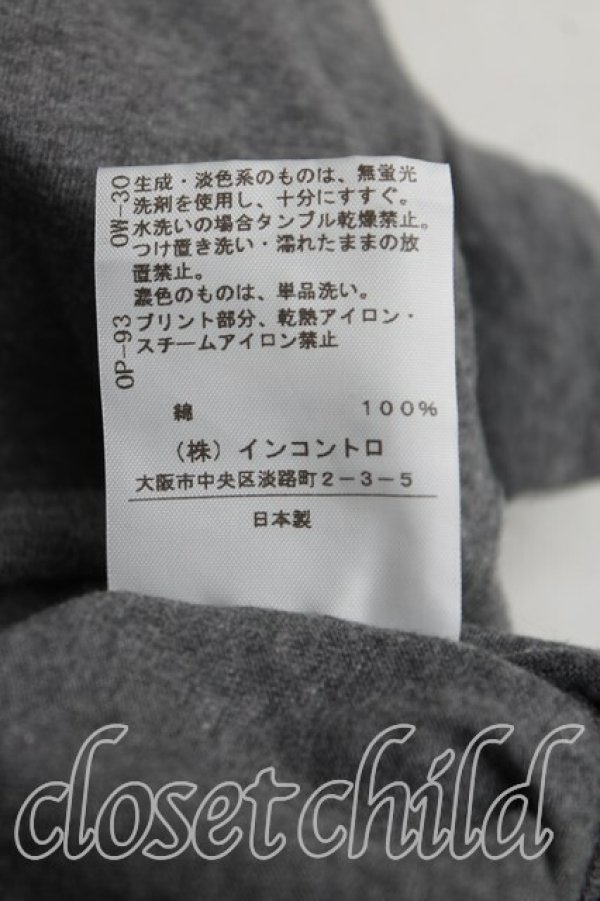 OW-30
生成・淡色系のものは、無蛍光
洗剤を使用し、十分にすすぐ。
水洗いの場合タンブル乾燥禁止。
つけ置き洗い・濡れたままの放
置禁止。
濃色のものは、単品洗い。
OP-93
プリント部分、乾熱アイロン・
スチームアイロン禁止
綿 100%
(株)インコントロ
大阪市中央区淡路町2-3-5
日本製
closet child